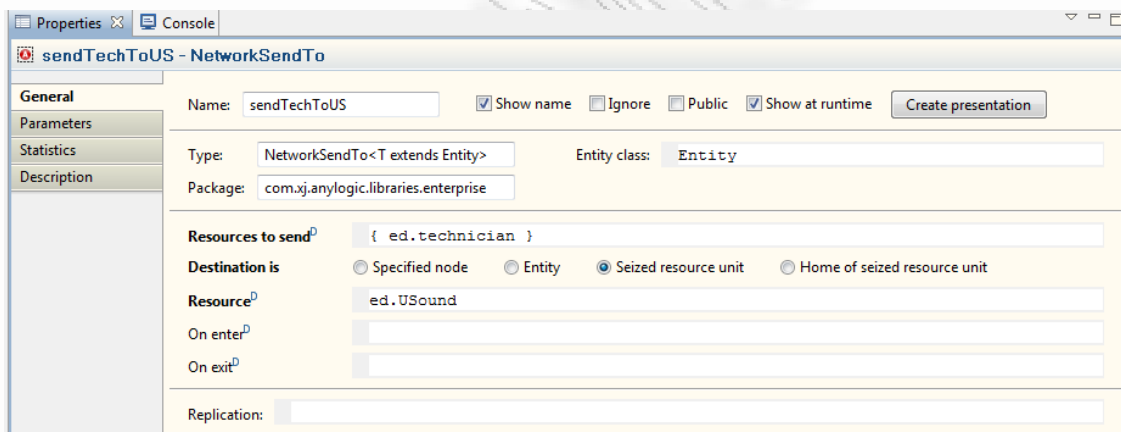 Properties Console
sendTechToUS - NetworkSendTo
General
Parameters
Statistics
Description
Name: sendTechToUS Show name Ignore Public Show at runtime Create presentation
Type: NetworkSendTo<T extends Entity> Entity class: Entity
Package: com.xj.anylogic.libraries.enterprise
Resources to sendD { ed.technician }
Destination is Specified node Entity Seized resource unit Home of seized resource unit
ResourceD ed.USound
On enterD
On exitD
Replication: